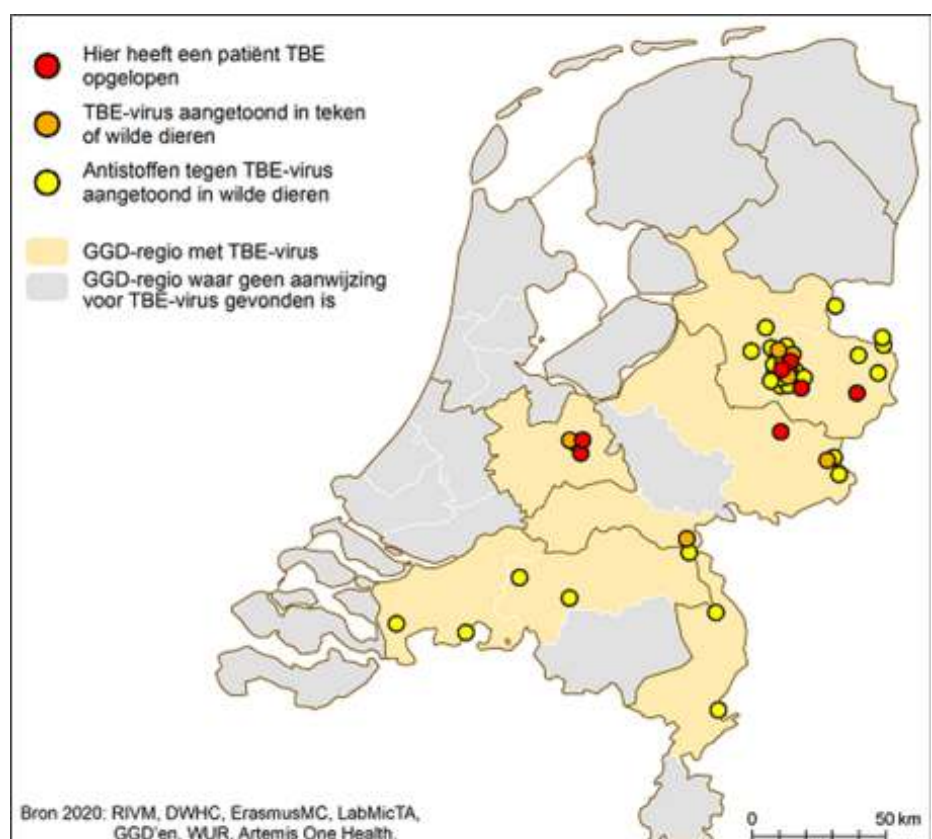 Hier heeft een patiënt TBE
opgelopen
TBE-virus aangetoond in teken
of wilde dieren
Antistoffen tegen TBE-virus
aangetoond in wilde dieren
GGD-regio met TBE-virus
GGD-regio waar geen aanwijzing
voor TBE-virus gevonden is
Bron 2020: RIVM, DWHC, ErasmusMC, LabMicTA,
GGD'en, WUR, Artemis One Health.
0
50 km